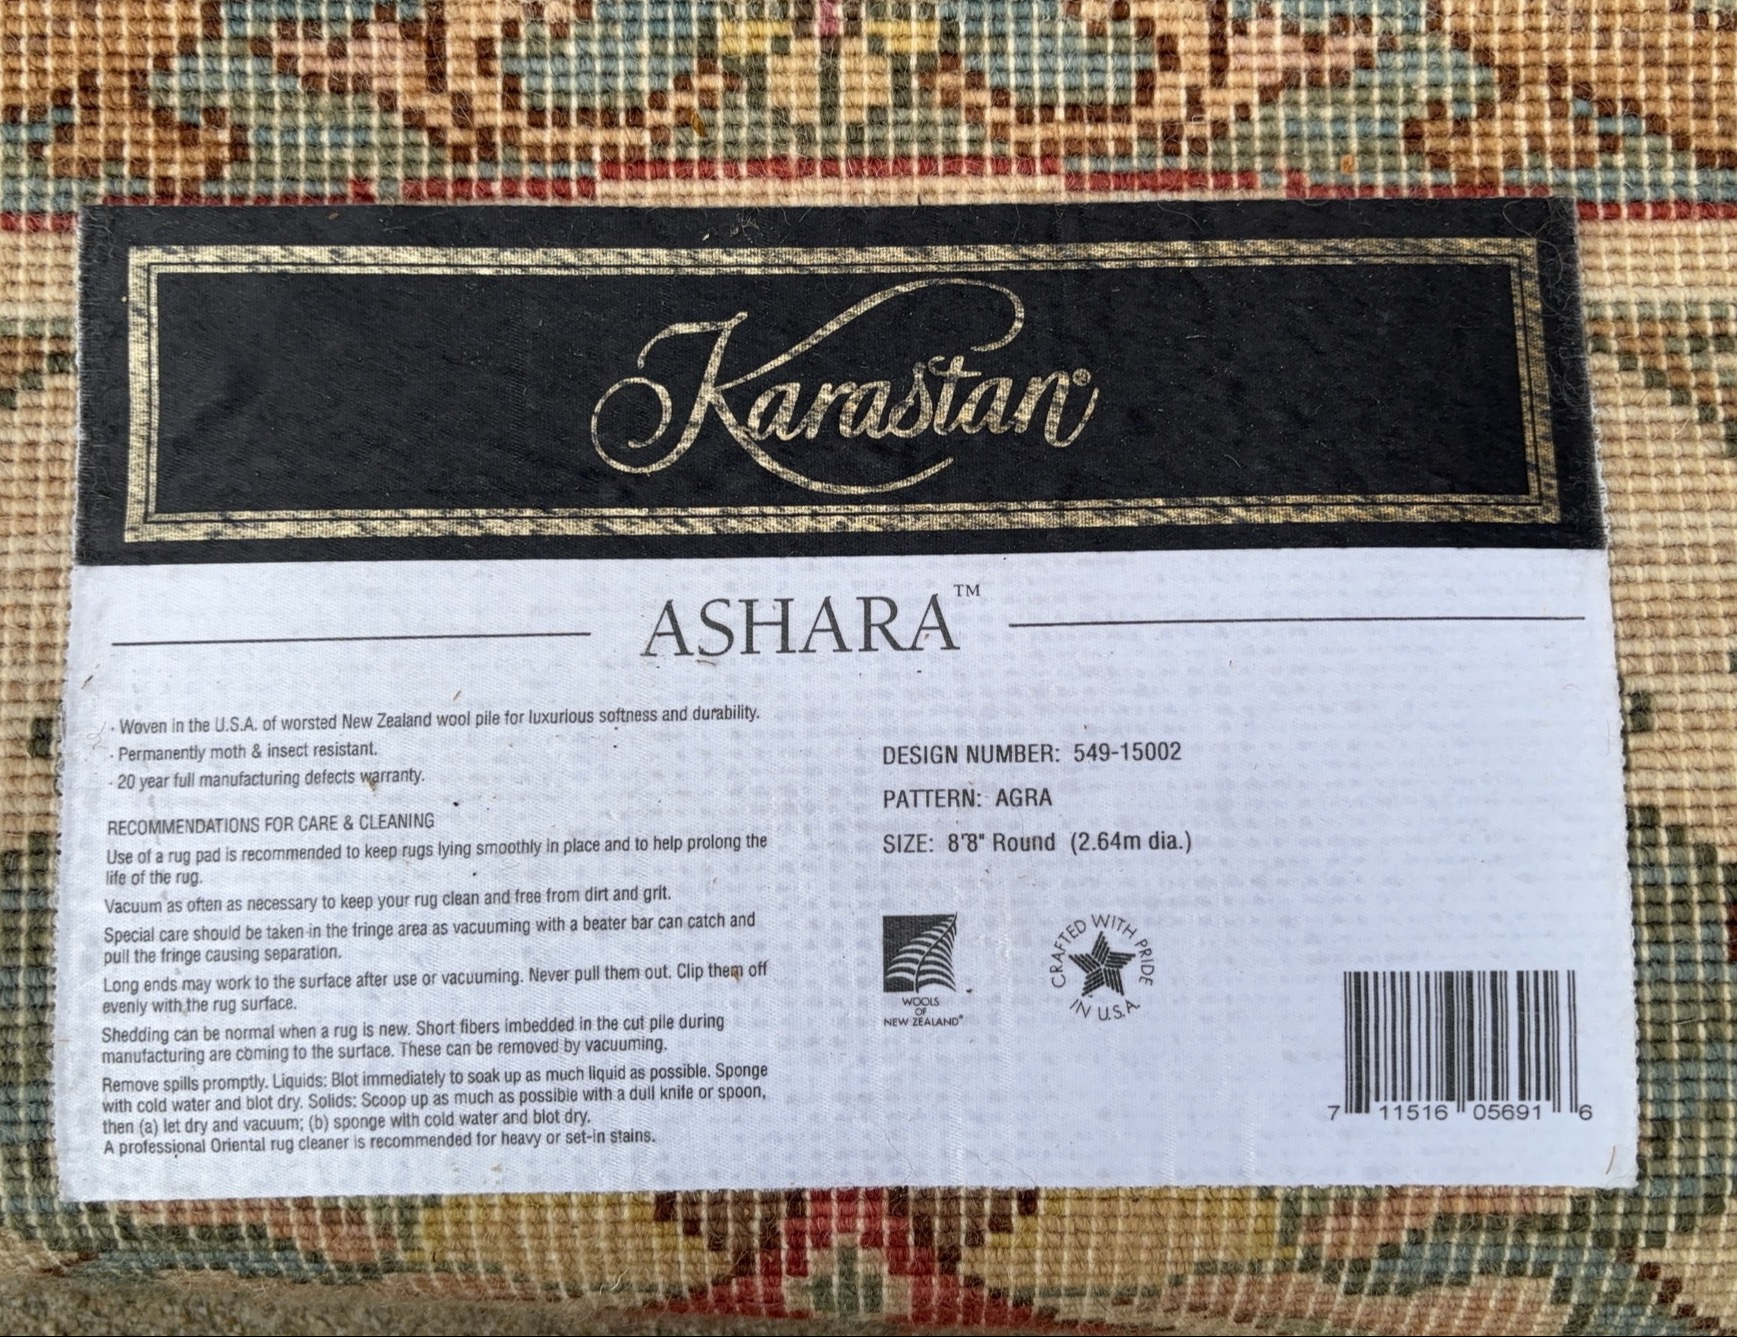 Karastan®
ASHARA™
· Woven in the U.S.A. of worsted New Zealand wool pile for luxurious softness and durability.
· Permanently moth & insect resistant.
· 20 year full manufacturing defects warranty.
RECOMMENDATIONS FOR CARE & CLEANING
Use of a rug pad is recommended to keep rugs lying smoothly in place and to help prolong the
life of the rug.
Vacuum as often as necessary to keep your rug clean and free from dirt and grit.
Special care should be taken in the fringe area as vacuuming with a beater bar can catch and
pull the fringe causing separation.
Long ends may work to the surface after use or vacuuming. Never pull them out. Clip them off
evenly with the rug surface.
Shedding can be normal when a rug is new. Short fibers imbedded in the cut pile during
manufacturing are coming to the surface. These can be removed by vacuuming.
Remove spills promptly. Liquids: Blot immediately to soak up as much liquid as possible. Sponge
with cold water and blot dry. Solids: Scoop up as much as possible with a dull knife or spoon,
then (a) let dry and vacuum; (b) sponge with cold water and blot dry.
A professional Oriental rug cleaner is recommended for heavy or set-in stains.
DESIGN NUMBER: 549-15002
PATTERN: AGRA
SIZE: 8'8" Round (2.64m dia.)
WOOLS
OF
NEW ZEALAND®
CRAFTED WITH PRIDE
IN U.S.A.
7 11516 05691 6